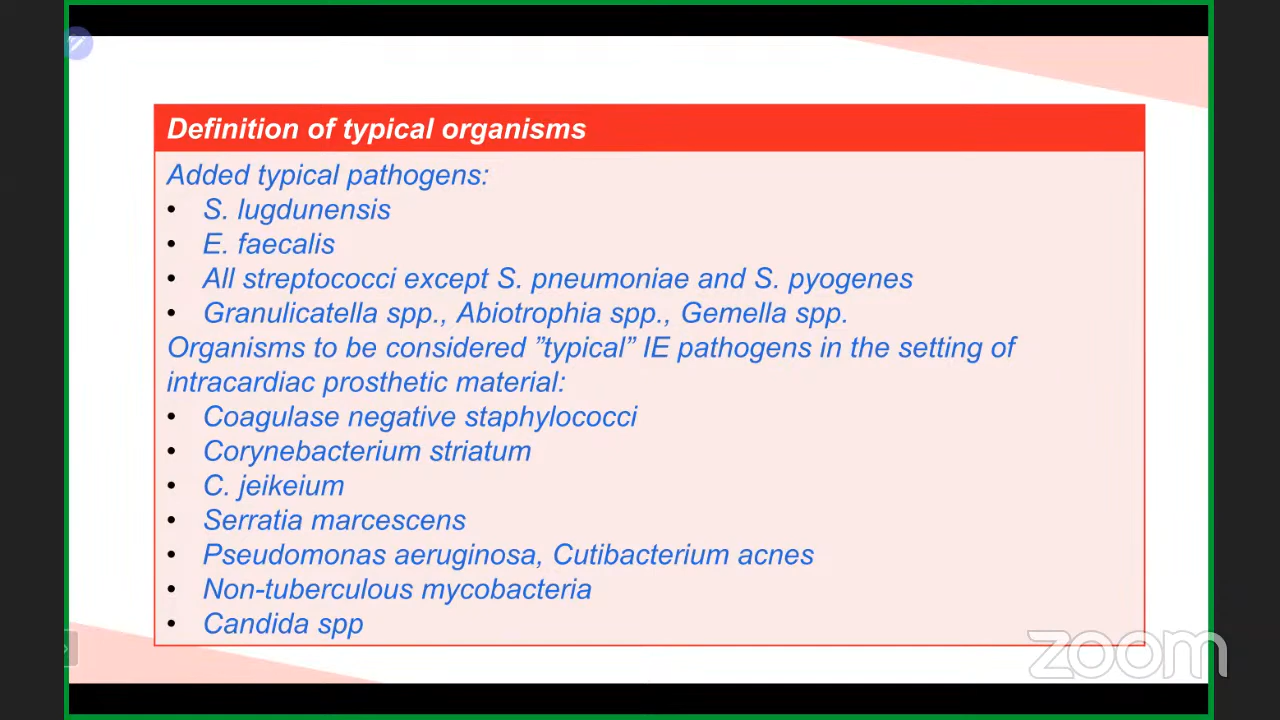 Definition of typical organisms
Added typical pathogens:
• S. lugdunensis
• E. faecalis
• All streptococci except S. pneumoniae and S. pyogenes
• Granulicatella spp., Abiotrophia spp., Gemella spp.
Organisms to be considered ”typical” IE pathogens in the setting of
intracardiac prosthetic material:
• Coagulase negative staphylococci
• Corynebacterium striatum
• C. jeikeium
• Serratia marcescens
• Pseudomonas aeruginosa, Cutibacterium acnes
• Non-tuberculous mycobacteria
• Candida spp
zoom